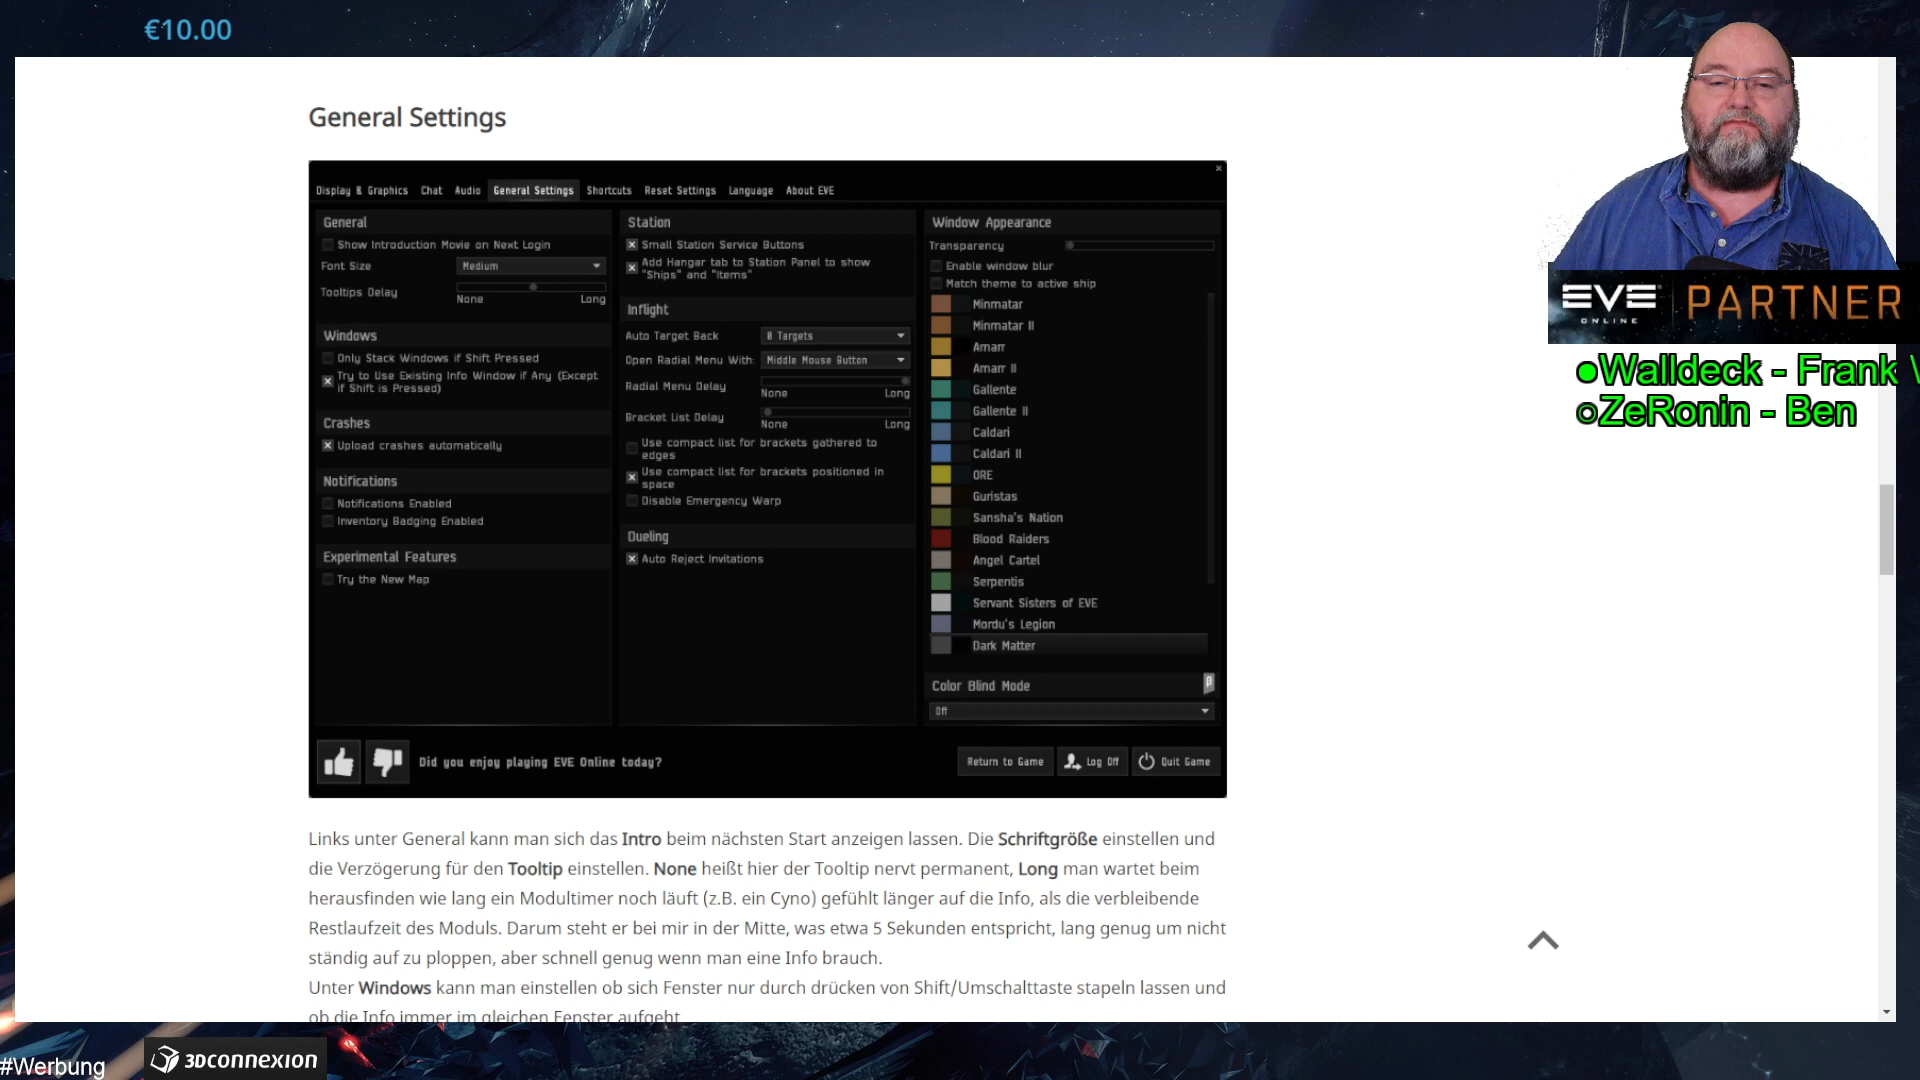 €10.00
General Settings
Display & Graphics Chat Audio General Settings Shortcuts Reset Settings Language About EVE
General
Show Introduction Movie on Next Login
Font Size Medium
Tooltips Delay
None Long
Windows
Only Stack Windows if Shift Pressed
Try to Use Existing Info Window if Any (Except
if Shift is Pressed)
Crashes
Upload crashes automatically
Notifications
Notifications Enabled
Inventory Badging Enabled
Experimental Features
Try the New Map
Station
Small Station Service Buttons
Add Hangar tab to Station Panel to show
"Ships" and "Items"
Inflight
Auto Target Back 0 Targets
Open Radial Menu With: Middle Mouse Button
Radial Menu Delay
None Long
Bracket List Delay
None Long
Use compact list for brackets gathered to
edges
Use compact list for brackets positioned in
space
Disable Emergency Warp
Dueling
Auto Reject Invitations
Window Appearance
Transparency
Enable window blur
Match theme to active ship
Minmatar
Minmatar II
Amarr
Amarr II
Gallente
Gallente II
Caldari
Caldari II
ORE
Guristas
Sansha's Nation
Blood Raiders
Angel Cartel
Serpentis
Servant Sisters of EVE
Mordu's Legion
Dark Matter
Color Blind Mode β
Off
Did you enjoy playing EVE Online today?
Return to Game Log Off Quit Game
Links unter General kann man sich das Intro beim nächsten Start anzeigen lassen. Die Schriftgröße einstellen und
die Verzögerung für den Tooltip einstellen. None heißt hier der Tooltip nervt permanent, Long man wartet beim
herausfinden wie lang ein Modultimer noch läuft (z.B. ein Cyno) gefühlt länger auf die Info, als die verbleibende
Restlaufzeit des Moduls. Darum steht er bei mir in der Mitte, was etwa 5 Sekunden entspricht, lang genug um nicht
ständig auf zu ploppen, aber schnell genug wenn man eine Info brauch.
Unter Windows kann man einstellen ob sich Fenster nur durch drücken von Shift/Umschalttaste stapeln lassen und
ob die Info immer im gleichen Fenster aufgeht
EVE ONLINE PARTNER
Walldeck - Frank
ZeRonin - Ben
#Werbung
3DCONNEXION